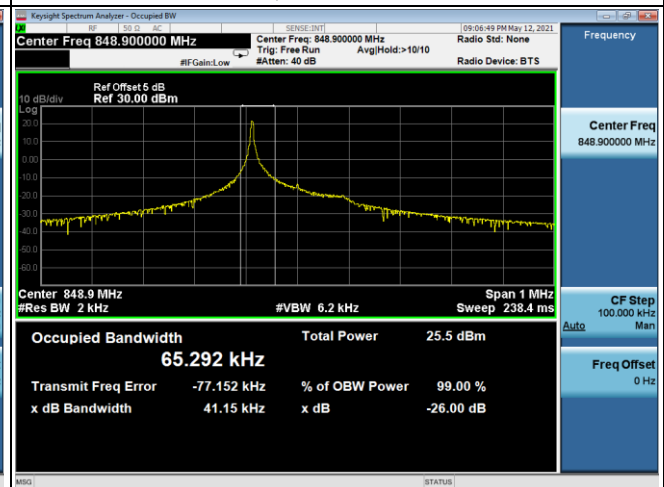 Keysight Spectrum Analyzer - Occupied BW
RF 50 Ω AC SENSE:INT 09:06:49 PM May 12, 2021
Center Freq 848.900000 MHz Center Freq: 848.900000 MHz Radio Std: None
Trig: Free Run Avg|Hold:>10/10
#IFGain:Low #Atten: 40 dB Radio Device: BTS
Ref Offset 5 dB
10 dB/div Ref 30.00 dBm
Log
20.0
10.0
0.00
-10.0
-20.0
-30.0
-40.0
-50.0
-60.0
Center 848.9 MHz Span 1 MHz
#Res BW 2 kHz #VBW 6.2 kHz Sweep 238.4 ms
Occupied Bandwidth Total Power 25.5 dBm
65.292 kHz
Transmit Freq Error -77.152 kHz % of OBW Power 99.00 %
x dB Bandwidth 41.15 kHz x dB -26.00 dB
MSG STATUS
Frequency
Center Freq
848.900000 MHz
CF Step
100.000 kHz
Auto Man
Freq Offset
0 Hz